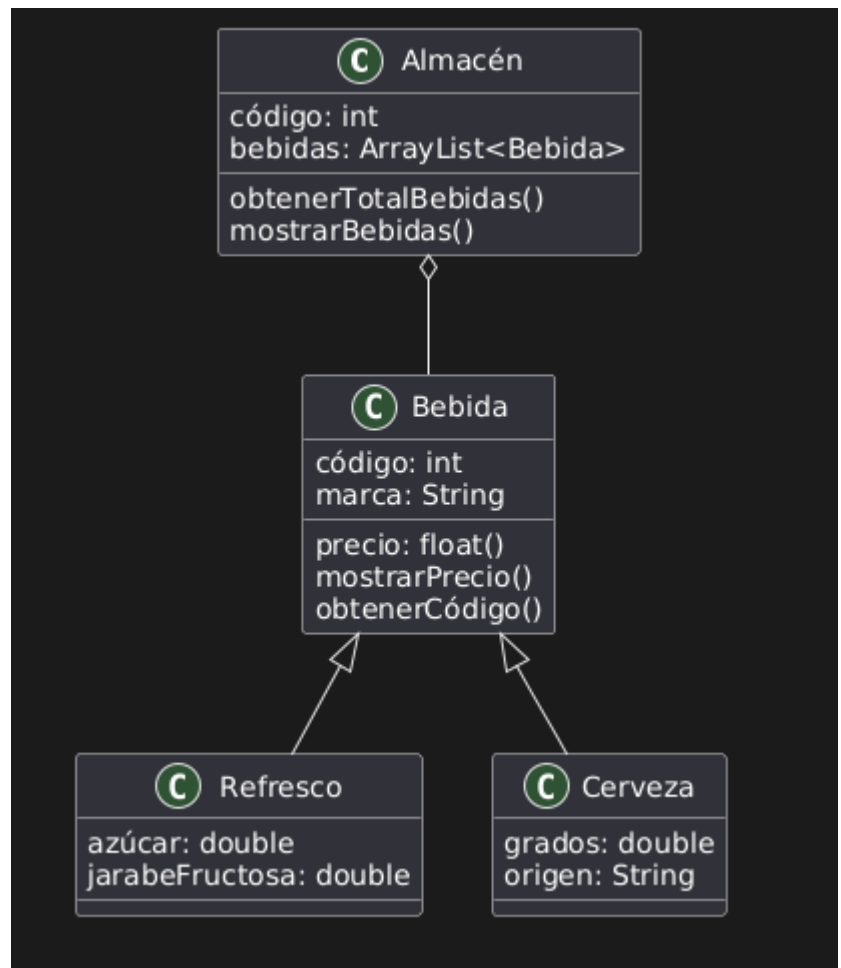 C Almacén
código: int
bebidas: ArrayList<Bebida>
obtenerTotalBebidas()
mostrarBebidas()
C Bebida
código: int
marca: String
precio: float()
mostrarPrecio()
obtenerCódigo()
C Refresco
azúcar: double
jarabeFructosa: double
C Cerveza
grados: double
origen: String